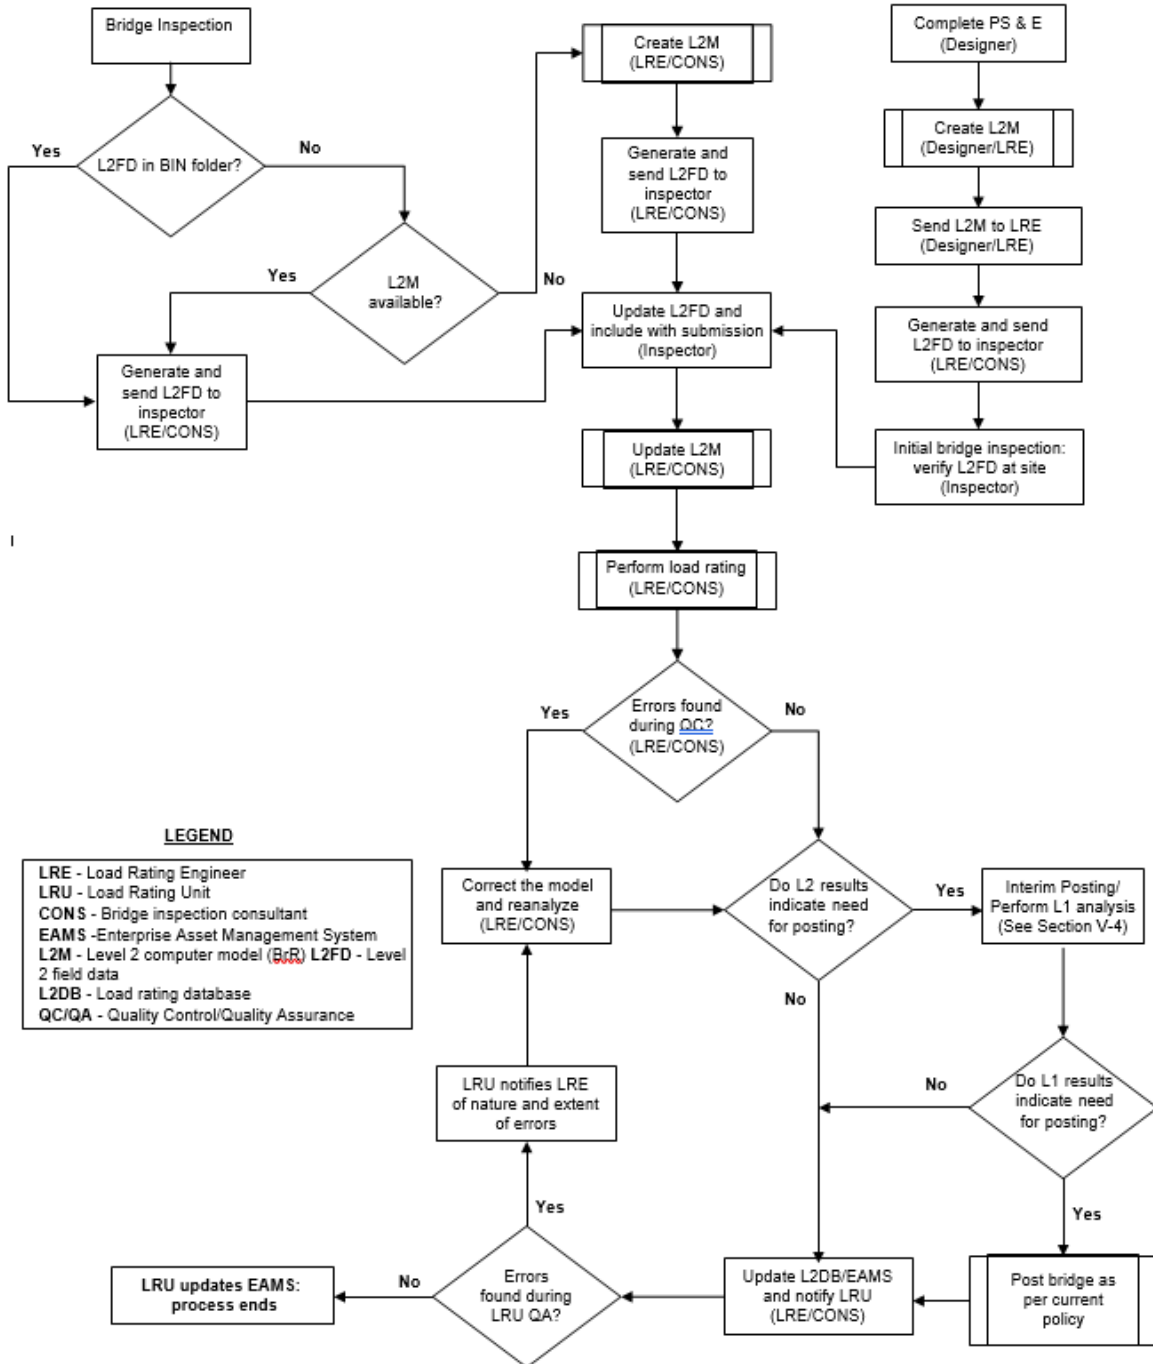 Bridge Inspection
L2FD in BIN folder?
Yes
No
L2M
available?
Yes
No
Generate and
send L2FD to
inspector
(LRE/CONS)
Create L2M
(LRE/CONS)
Generate and
send L2FD to
inspector
(LRE/CONS)
Update L2FD and
include with submission
(Inspector)
Update L2M
(LRE/CONS)
Perform load rating
(LRE/CONS)
Complete PS & E
(Designer)
Create L2M
(Designer/LRE)
Send L2M to LRE
(Designer/LRE)
Generate and send
L2FD to inspector
(LRE/CONS)
Initial bridge inspection:
verify L2FD at site
(Inspector)
Errors found
during QC?
(LRE/CONS)
Yes
No
Correct the model
and reanalyze
(LRE/CONS)
Do L2 results
indicate need
for posting?
Yes
No
Interim Posting/
Perform L1 analysis
(See Section V-4)
Do L1 results
indicate need
for posting?
No
Yes
Post bridge as
per current
policy
Update L2DB/EAMS
and notify LRU
(LRE/CONS)
Errors
found during
LRU QA?
Yes
No
LRU notifies LRE
of nature and extent
of errors
LRU updates EAMS:
process ends
LEGEND
LRE - Load Rating Engineer
LRU - Load Rating Unit
CONS - Bridge inspection consultant
EAMS -Enterprise Asset Management System
L2M - Level 2 computer model (BrR) L2FD - Level
2 field data
L2DB - Load rating database
QC/QA - Quality Control/Quality Assurance